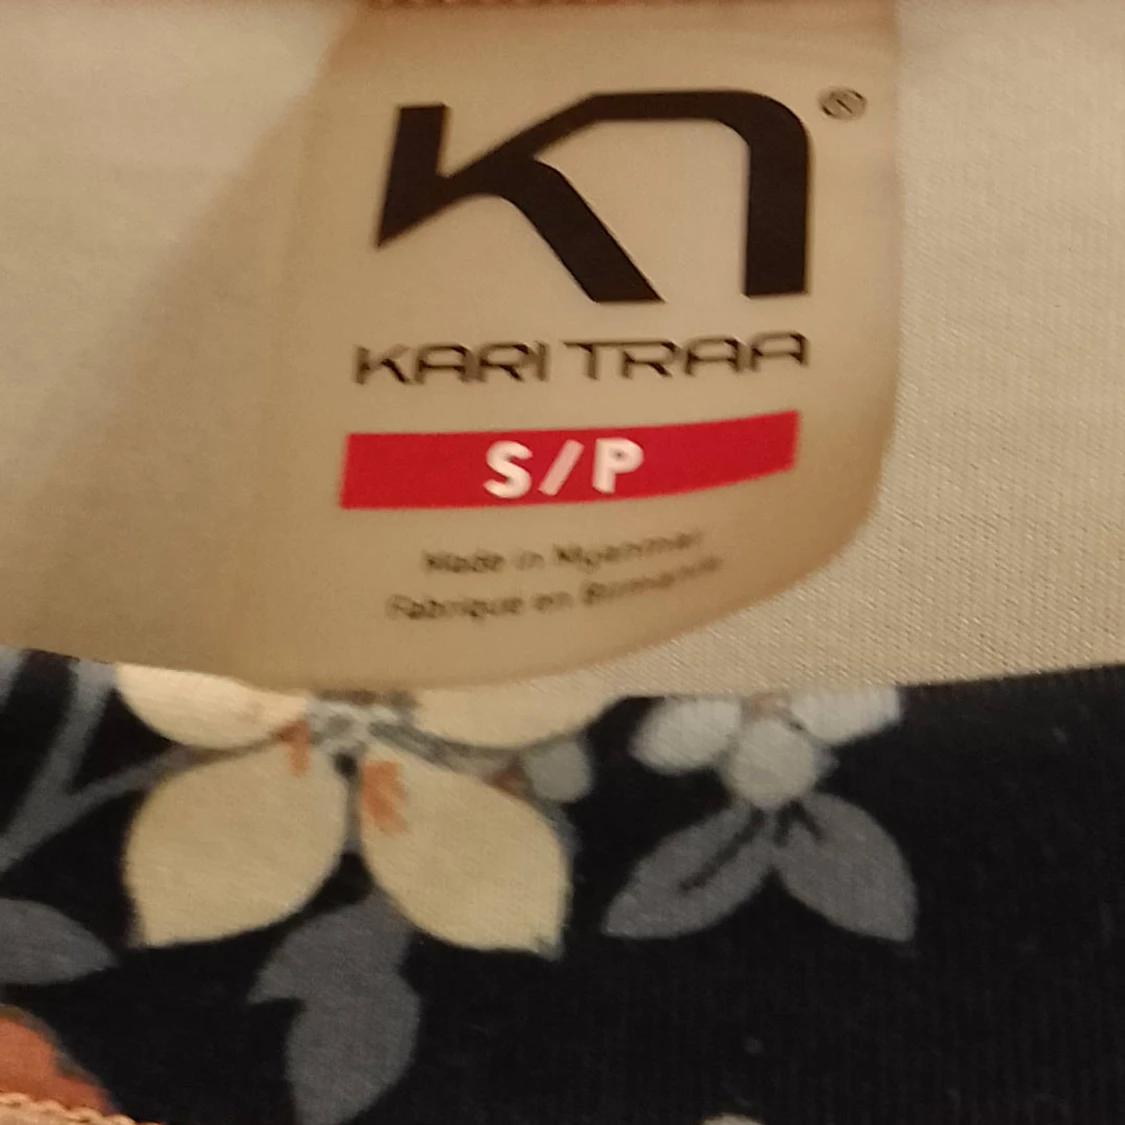 ®
KARI TRAA
S/P
Made in Myanmar
Fabriqué en Birmanie